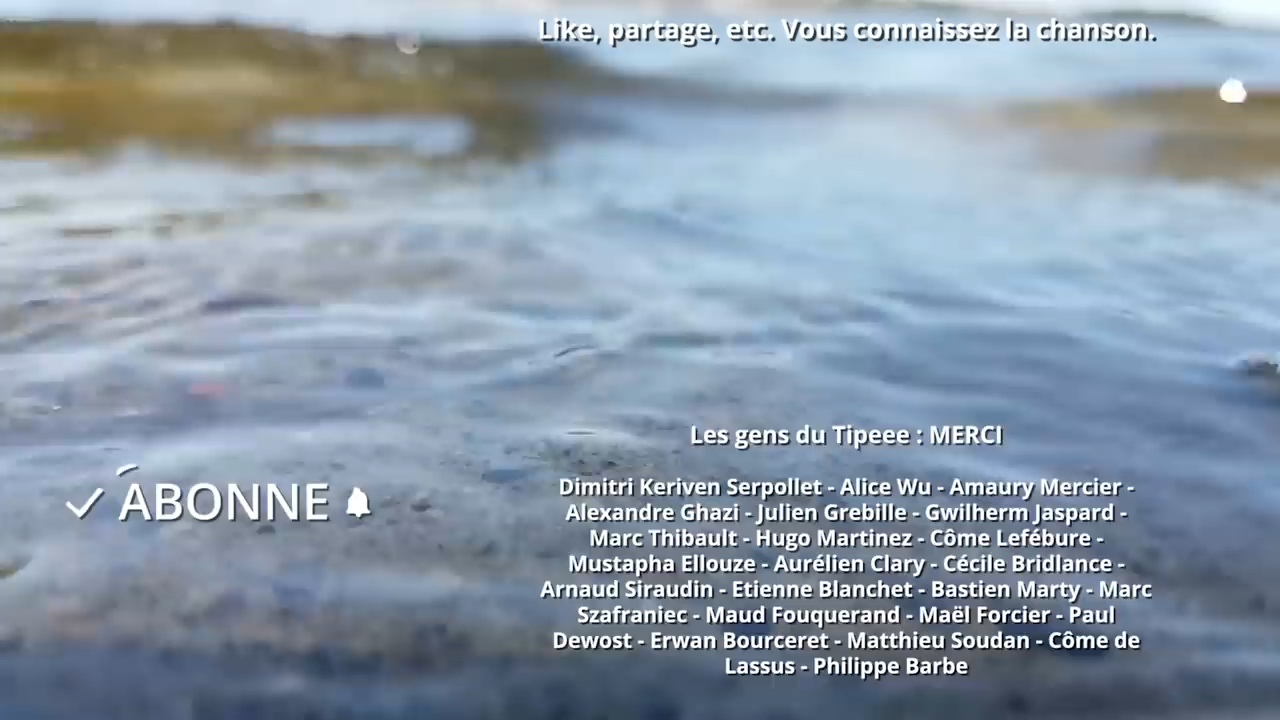 Like, partage, etc. Vous connaissez la chanson.
Les gens du Tipeee : MERCI
ABONNE
Dimitri Keriven Serpollet - Alice Wu - Amaury Mercier -
Alexandre Ghazi - Julien Grebille - Gwilherm Jaspard -
Marc Thibault - Hugo Martinez - Côme Lefébure -
Mustapha Ellouze - Aurélien Clary - Cécile Bridlance -
Arnaud Siraudin - Etienne Blanchet - Bastien Marty - Marc
Szafraniec - Maud Fouquerand - Maël Forcier - Paul
Dewost - Erwan Bourceret - Matthieu Soudan - Côme de
Lassus - Philippe Barbe